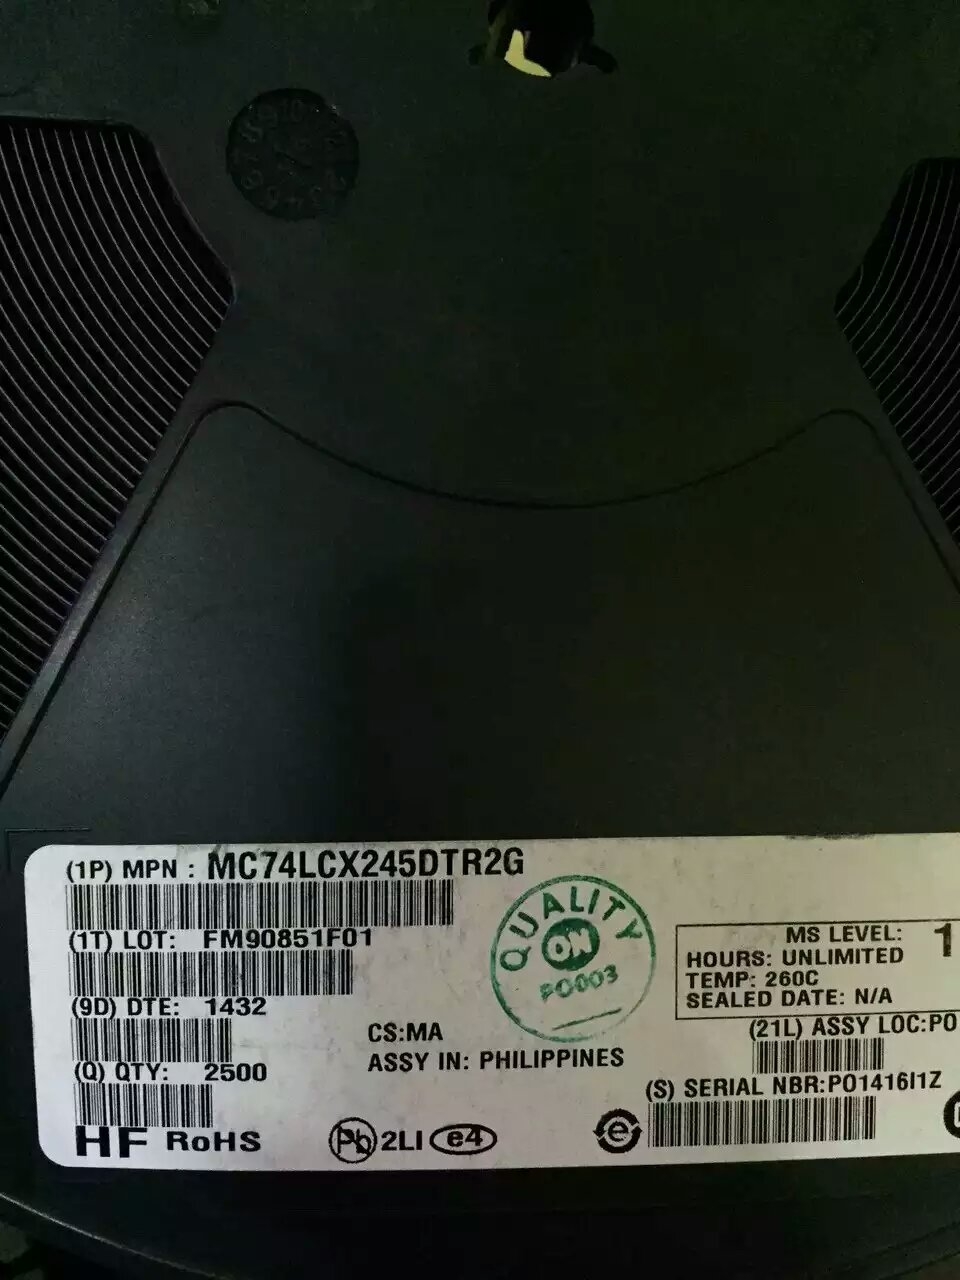 (1P) MPN : MC74LCX245DTR2G
(1T) LOT: FM90851F01
(9D) DTE: 1432
(Q) QTY: 2500
HF RoHS
CS:MA
ASSY IN: PHILIPPINES
Pb 2LI e4
QUALITY
ON
PO003
MS LEVEL: 1
HOURS: UNLIMITED
TEMP: 260C
SEALED DATE: N/A
(21L) ASSY LOC:PO
(S) SERIAL NBR:PO1416I1Z
e